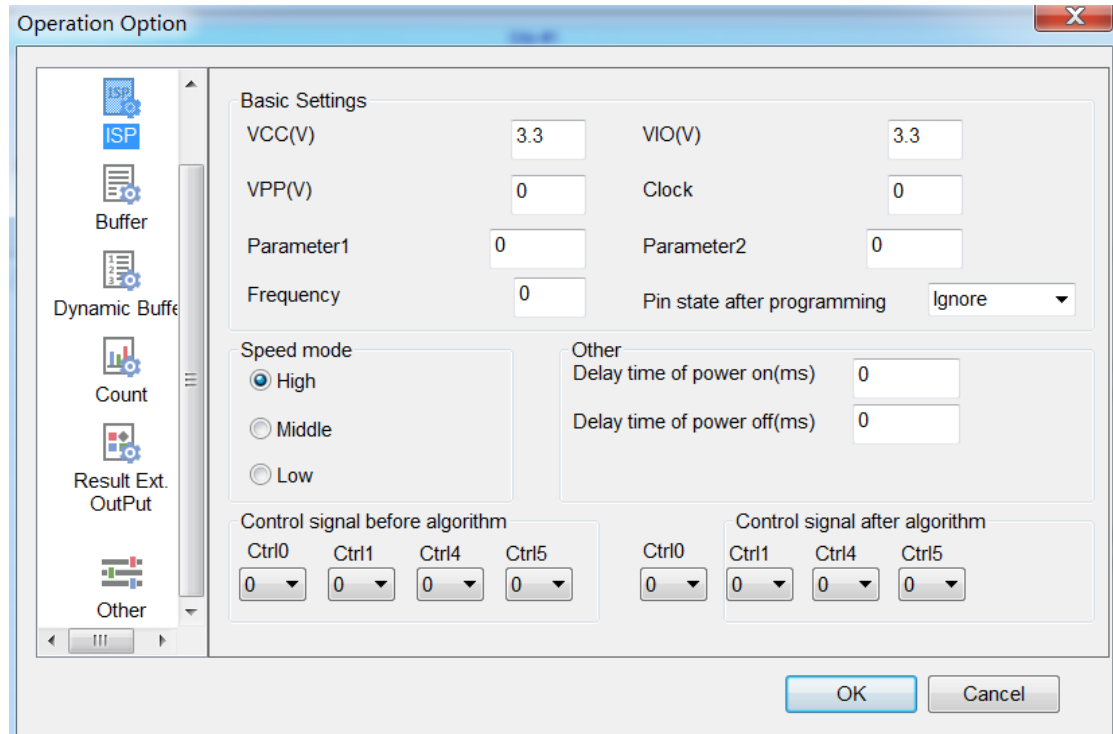 Operation Option
ISP
ISP
Buffer
Dynamic Buffe
Count
Result Ext.
OutPut
Other
Basic Settings
VCC(V) 3.3 VIO(V) 3.3
VPP(V) 0 Clock 0
Parameter1 0 Parameter2 0
Frequency 0 Pin state after programming Ignore
Speed mode
High
Middle
Low
Other
Delay time of power on(ms) 0
Delay time of power off(ms) 0
Control signal before algorithm
Ctrl0 Ctrl1 Ctrl4 Ctrl5
0 0 0 0
Control signal after algorithm
Ctrl0 Ctrl1 Ctrl4 Ctrl5
0 0 0 0
OK Cancel